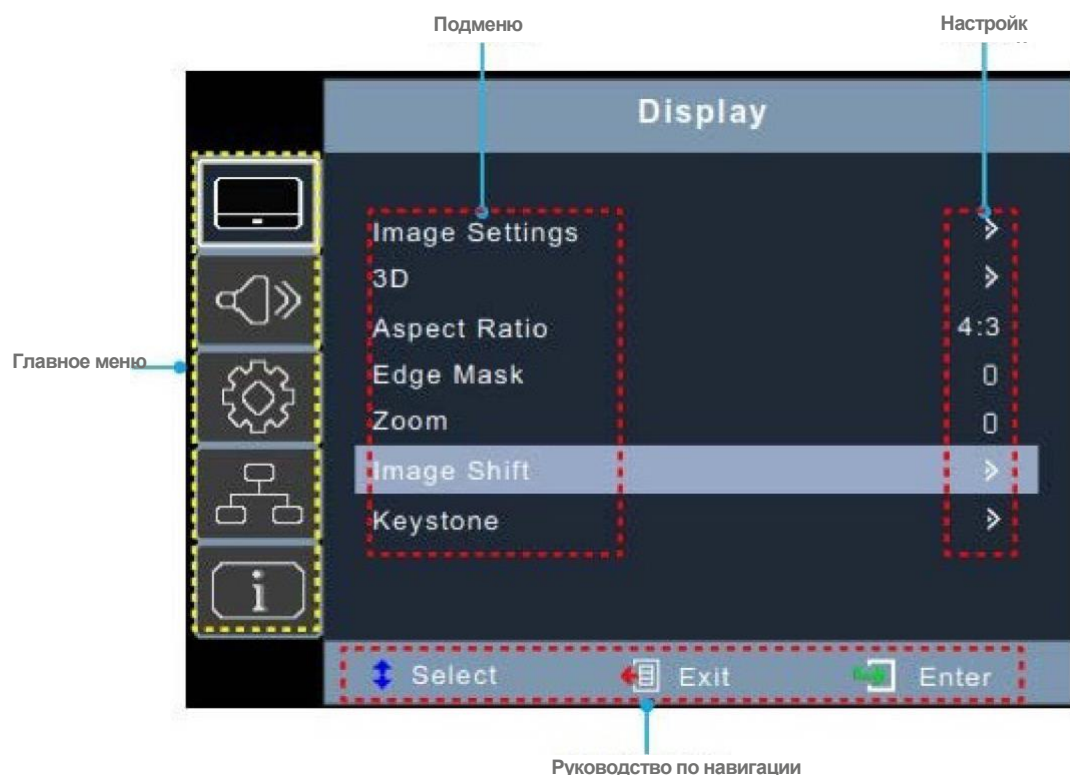 Подменю
Настройк
Display
Image Settings
3D
Aspect Ratio 4:3
Главное меню
Edge Mask 0
Zoom 0
Image Shift
Keystone
i
Select Exit Enter
Руководство по навигации